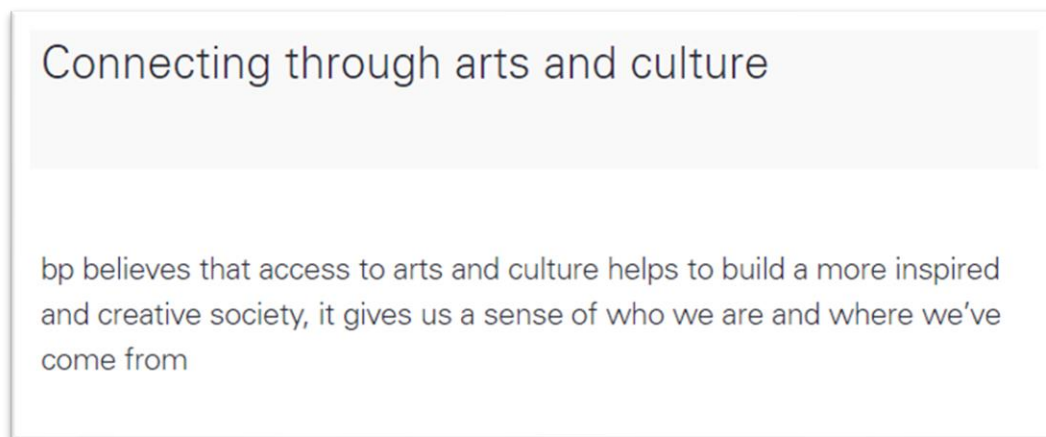 Connecting through arts and culture
bp believes that access to arts and culture helps to build a more inspired
and creative society, it gives us a sense of who we are and where we’ve
come from